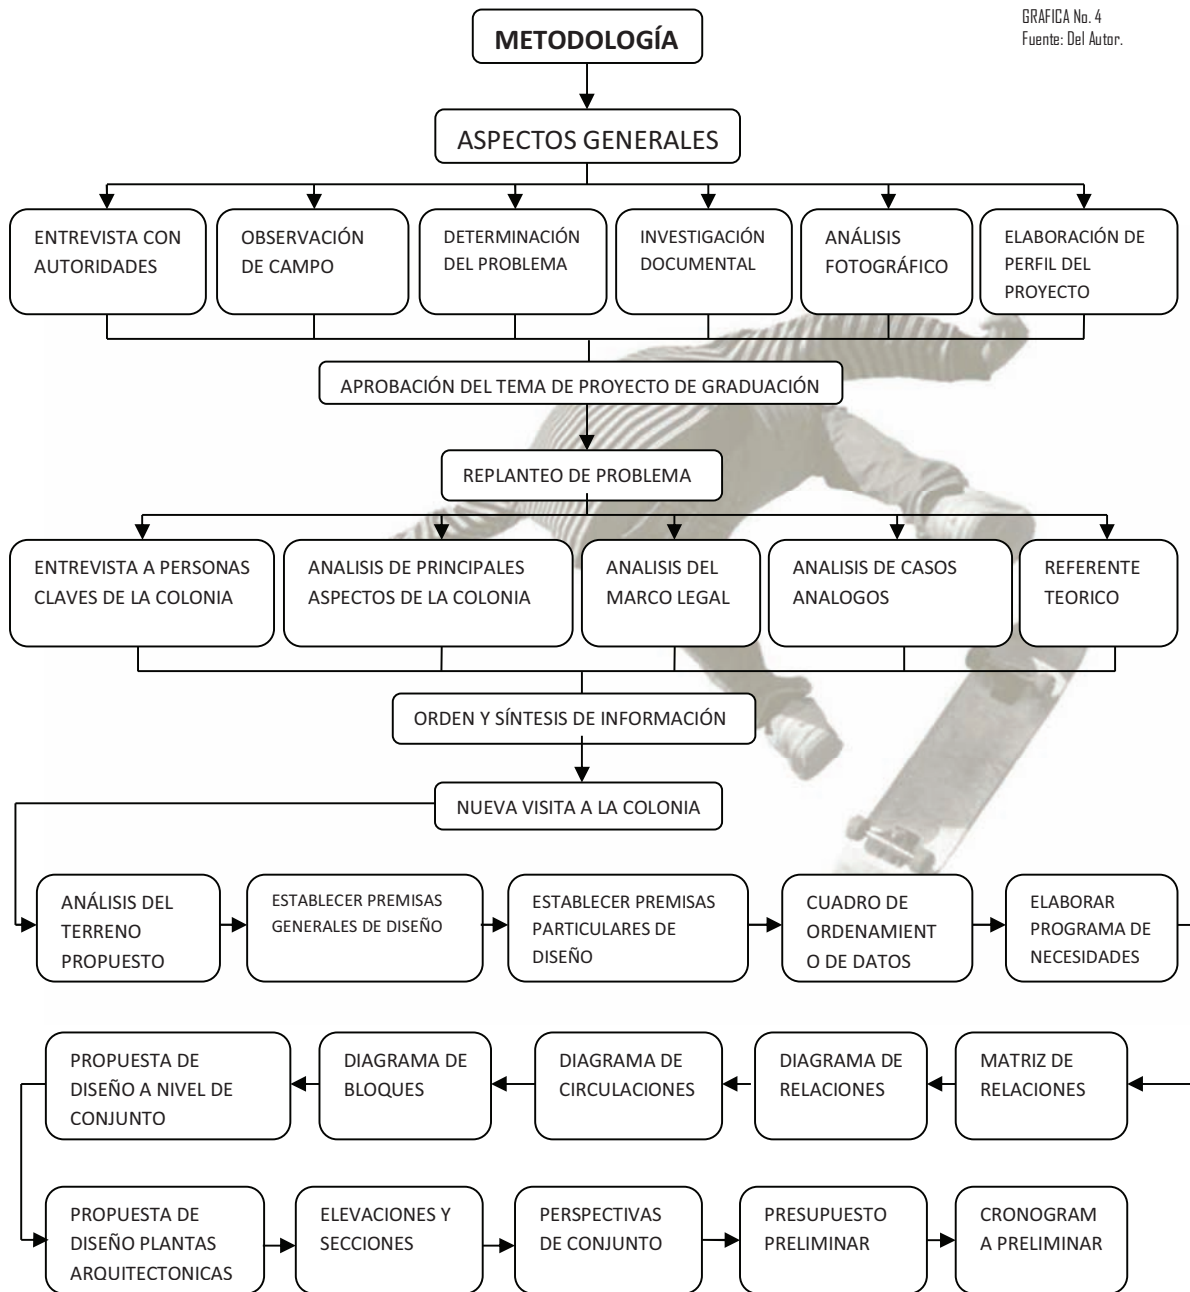 GRAFICA No. 4
Fuente: Del Autor.
METODOLOGÍA
ASPECTOS GENERALES
ENTREVISTA CON
AUTORIDADES
OBSERVACIÓN
DE CAMPO
DETERMINACIÓN
DEL PROBLEMA
INVESTIGACIÓN
DOCUMENTAL
ANÁLISIS
FOTOGRÁFICO
ELABORACIÓN DE
PERFIL DEL
PROYECTO
APROBACIÓN DEL TEMA DE PROYECTO DE GRADUACIÓN
REPLANTEO DE PROBLEMA
ENTREVISTA A PERSONAS
CLAVES DE LA COLONIA
ANALISIS DE PRINCIPALES
ASPECTOS DE LA COLONIA
ANALISIS DEL
MARCO LEGAL
ANALISIS DE CASOS
ANALOGOS
REFERENTE
TEORICO
ORDEN Y SÍNTESIS DE INFORMACIÓN
NUEVA VISITA A LA COLONIA
ANÁLISIS DEL
TERRENO
PROPUESTO
ESTABLECER PREMISAS
GENERALES DE DISEÑO
ESTABLECER PREMISAS
PARTICULARES DE
DISEÑO
CUADRO DE
ORDENAMIENT
O DE DATOS
ELABORAR
PROGRAMA DE
NECESIDADES
PROPUESTA DE
DISEÑO A NIVEL DE
CONJUNTO
DIAGRAMA DE
BLOQUES
DIAGRAMA DE
CIRCULACIONES
DIAGRAMA DE
RELACIONES
MATRIZ DE
RELACIONES
PROPUESTA DE
DISEÑO PLANTAS
ARQUITECTONICAS
ELEVACIONES Y
SECCIONES
PERSPECTIVAS
DE CONJUNTO
PRESUPUESTO
PRELIMINAR
CRONOGRAM
A PRELIMINAR